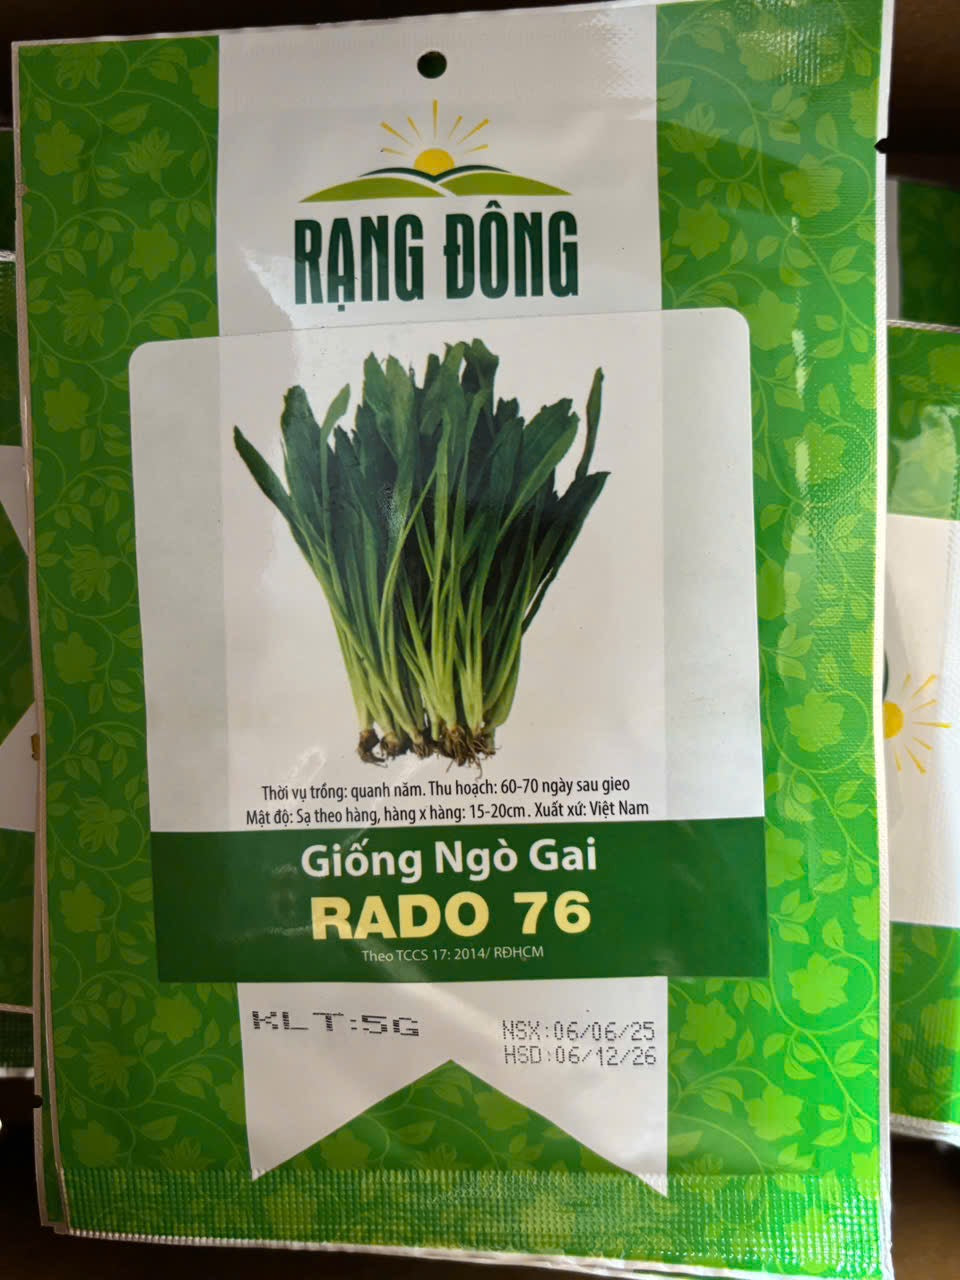 RẠNG ĐÔNG
Thời vụ trồng: quanh năm. Thu hoạch: 60-70 ngày sau gieo
Mật độ: Sạ theo hàng, hàng x hàng: 15-20cm. Xuất xứ: Việt Nam
Giống Ngò Gai
RADO 76
Theo TCCS 17: 2014/ RĐHCM
KLT:5G
NSX:06/06/25
HSD:06/12/26